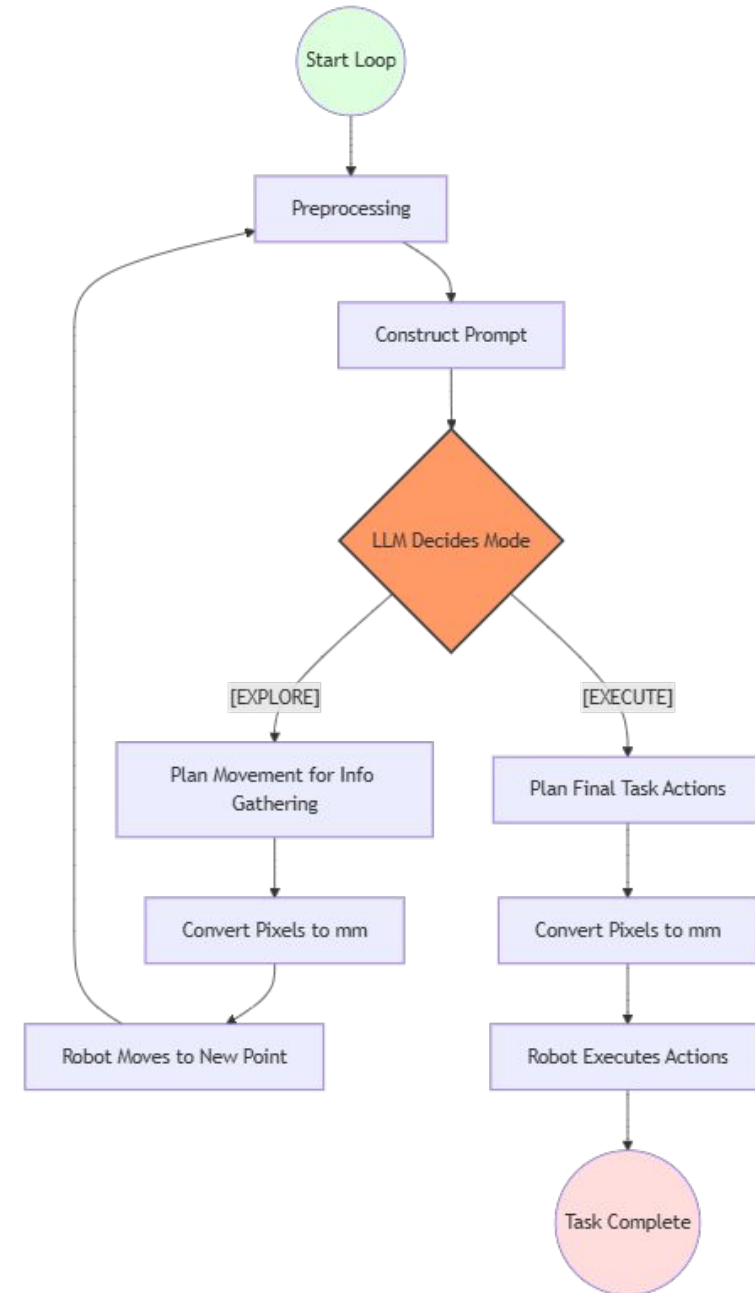 Start Loop
Preprocessing
Construct Prompt
LLM Decides Mode
[EXPLORE]
[EXECUTE]
Plan Movement for Info
Gathering
Plan Final Task Actions
Convert Pixels to mm
Convert Pixels to mm
Robot Moves to New Point
Robot Executes Actions
Task Complete